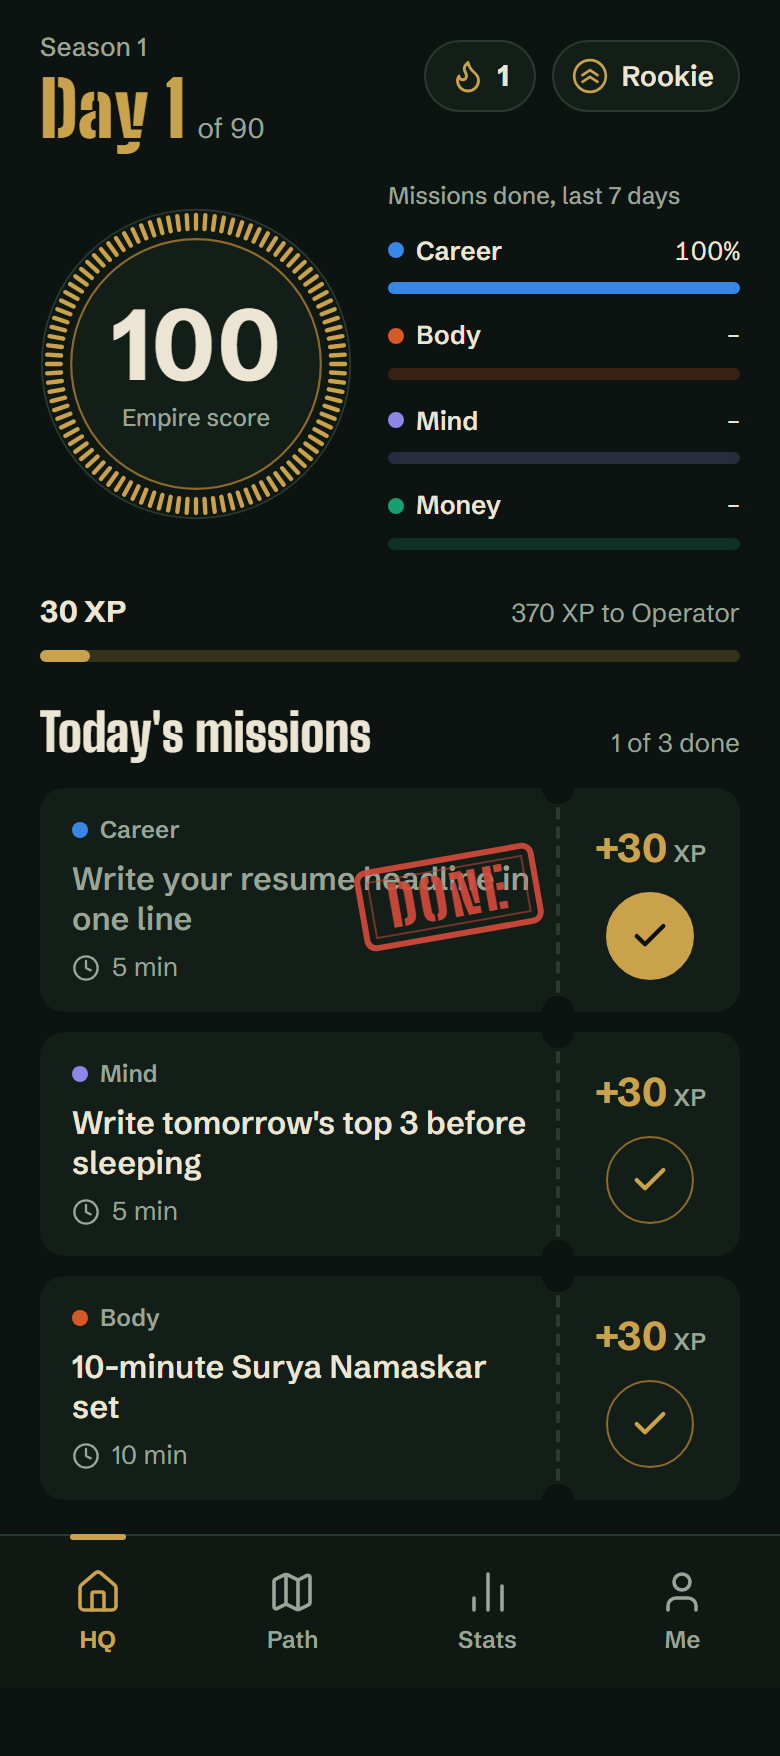 Season 1
Day 1 of 90
1
Rookie
Missions done, last 7 days
Career 100%
Body -
Mind -
Money -
100
Empire score
30 XP
370 XP to Operator
Today's missions
1 of 3 done
Career
Write your resume headline in
one line
DONE
5 min
+30 XP
Mind
Write tomorrow's top 3 before
sleeping
5 min
+30 XP
Body
10-minute Surya Namaskar
set
10 min
+30 XP
HQ
Path
Stats
Me